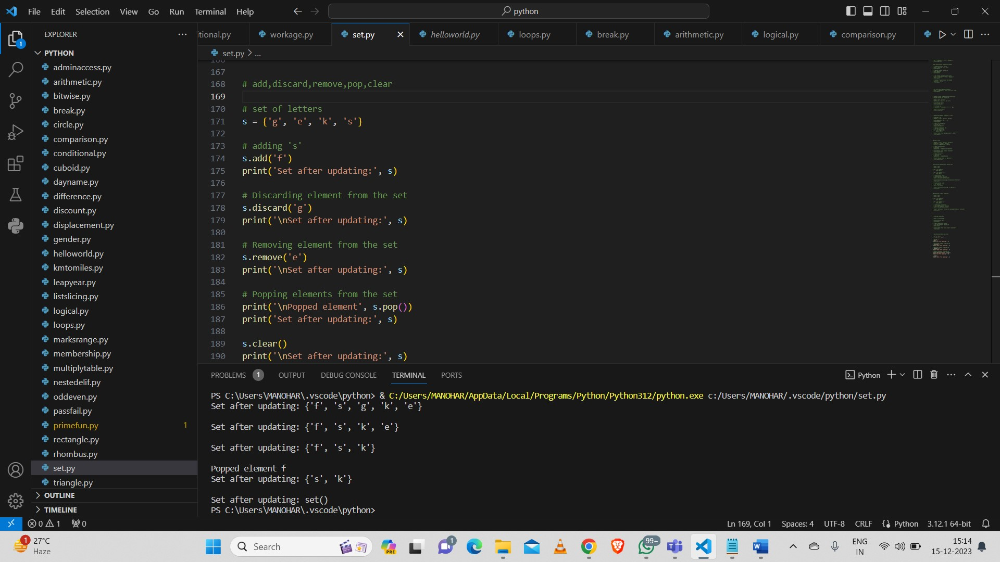 File Edit Selection View Go Run Terminal Help
python
EXPLORER
itional.py workage.py set.py helloworld.py loops.py break.py arithmetic.py logical.py comparison.py
PYTHON
set.py > ...
adminaccess.py
arithmetic.py
bitwise.py
break.py
circle.py
comparison.py
conditional.py
cuboid.py
dayname.py
difference.py
discount.py
displacement.py
gender.py
helloworld.py
kmtomiles.py
leapyear.py
listslicing.py
logical.py
loops.py
marksrange.py
membership.py
multiplytable.py
nestedelif.py
oddeven.py
passfail.py
primefun.py 1
rectangle.py
rhombus.py
set.py
triangle.py
OUTLINE
TIMELINE
1
166
167
168 # add,discard,remove,pop,clear
169
170 # set of letters
171 s = {'g', 'e', 'k', 's'}
172
173 # adding 's'
174 s.add('f')
175 print('Set after updating:', s)
176
177 # Discarding element from the set
178 s.discard('g')
179 print('\nSet after updating:', s)
180
181 # Removing element from the set
182 s.remove('e')
183 print('\nSet after updating:', s)
184
185 # Popping elements from the set
186 print('\nPopped element', s.pop())
187 print('Set after updating:', s)
188
189 s.clear()
190 print('\nSet after updating:', s)
PROBLEMS 1 OUTPUT DEBUG CONSOLE TERMINAL PORTS
Python
PS C:\Users\MANOHAR\.vscode\python> & C:/Users/MANOHAR/AppData/Local/Programs/Python/Python312/python.exe c:/Users/MANOHAR/.vscode/python/set.py
Set after updating: {'f', 's', 'g', 'k', 'e'}
Set after updating: {'f', 's', 'k', 'e'}
Set after updating: {'f', 's', 'k'}
Popped element f
Set after updating: {'s', 'k'}
Set after updating: set()
PS C:\Users\MANOHAR\.vscode\python>
0 1 0
Ln 169, Col 1 Spaces: 4 UTF-8 CRLF {} Python 3.12.1 64-bit
1
27°C
Haze
Search
PRE
1
99+
ENG
IN
15:14
15-12-2023